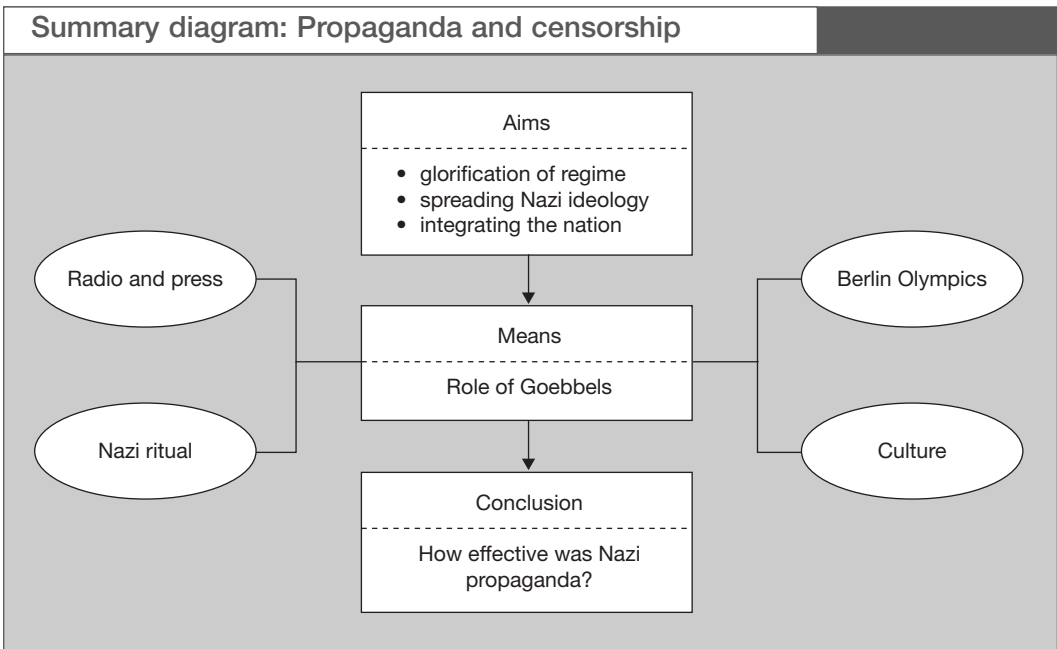 Summary diagram: Propaganda and censorship
Aims
• glorification of regime
• spreading Nazi ideology
• integrating the nation
Radio and press
Berlin Olympics
Means
Role of Goebbels
Nazi ritual
Culture
Conclusion
How effective was Nazi
propaganda?